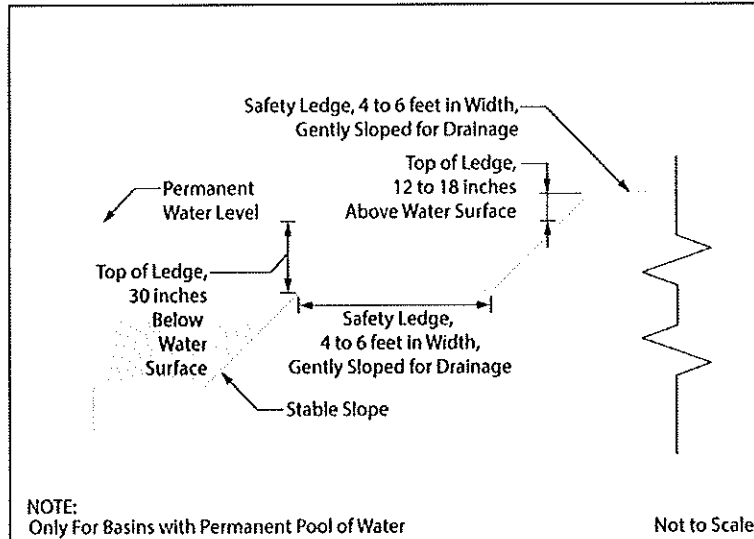 Safety Ledge, 4 to 6 feet in Width,
Gently Sloped for Drainage
Top of Ledge,
12 to 18 inches
Above Water Surface
Permanent
Water Level
Top of Ledge,
30 inches
Below
Water
Surface
Safety Ledge,
4 to 6 feet in Width,
Gently Sloped for Drainage
Stable Slope
NOTE:
Only For Basins with Permanent Pool of Water
Not to Scale